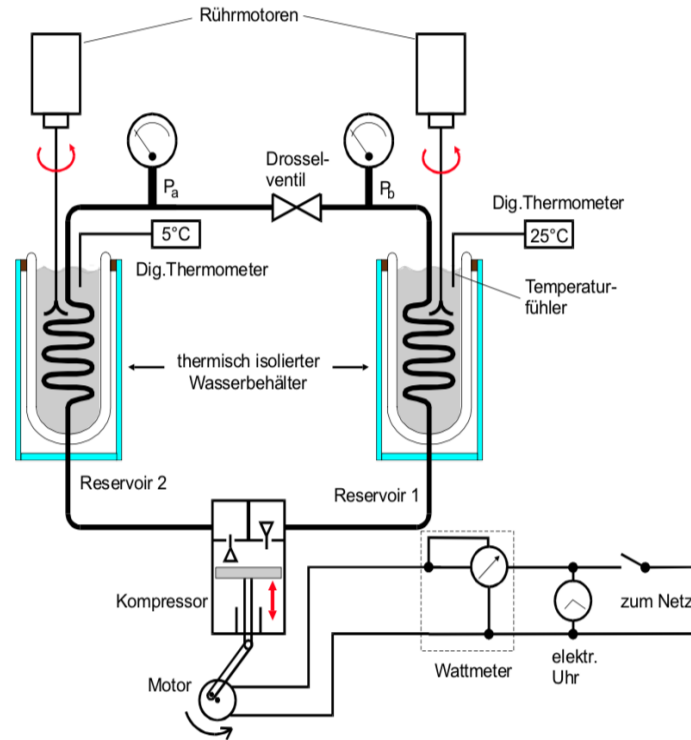 Rührmotoren
Drossel-
ventil
Pa
Pb
Dig.Thermometer
5°C
25°C
Dig.Thermometer
Temperatur-
fühler
thermisch isolierter
Wasserbehälter
Reservoir 2
Reservoir 1
Kompressor
zum Netz
Wattmeter
elektr.
Uhr
Motor